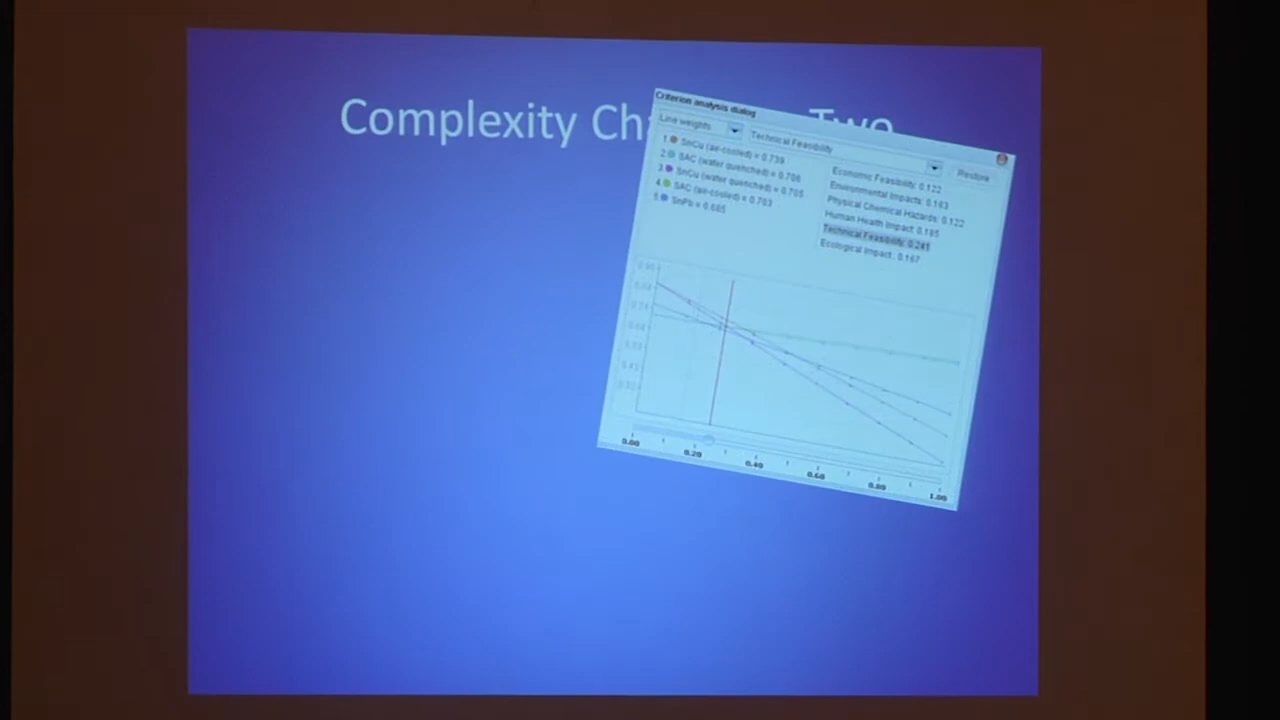 Complexity Ch Two
Criterion analysis dialog
Line weights
Technical Feasibility
Restore
1 SnCu (air-cooled) = 0.739
2 SAC (water quenched) = 0.706
3 SnCu (water quenched) = 0.705
4 SAC (air-cooled) = 0.703
5 SnPb = 0.665
Economic Feasibility: 0.122
Environmental Impacts: 0.163
Physical Chemical Hazards: 0.122
Human Health Impact: 0.185
Technical Feasibility: 0.241
Ecological Impact: 0.167
0.00 0.20 0.40 0.60 0.80 1.00